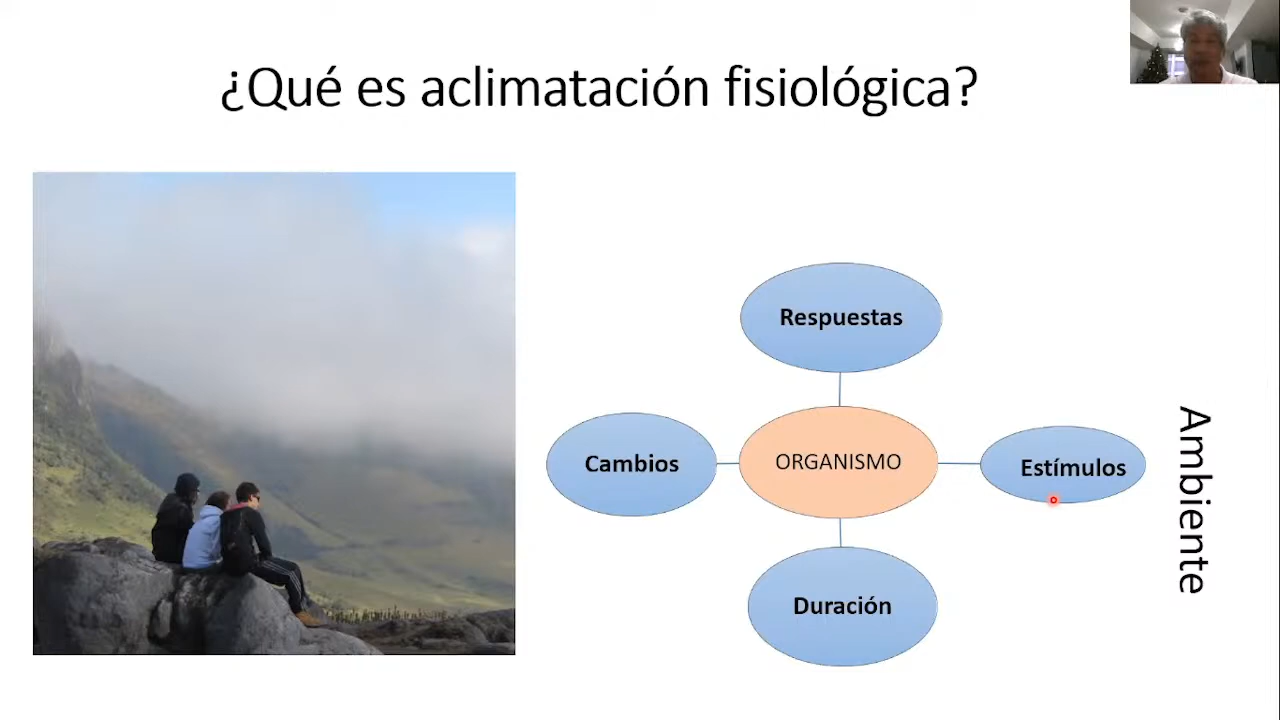 ¿Qué es aclimatación fisiológica?
Respuestas
Cambios
ORGANISMO
Estímulos
Ambiente
Duración